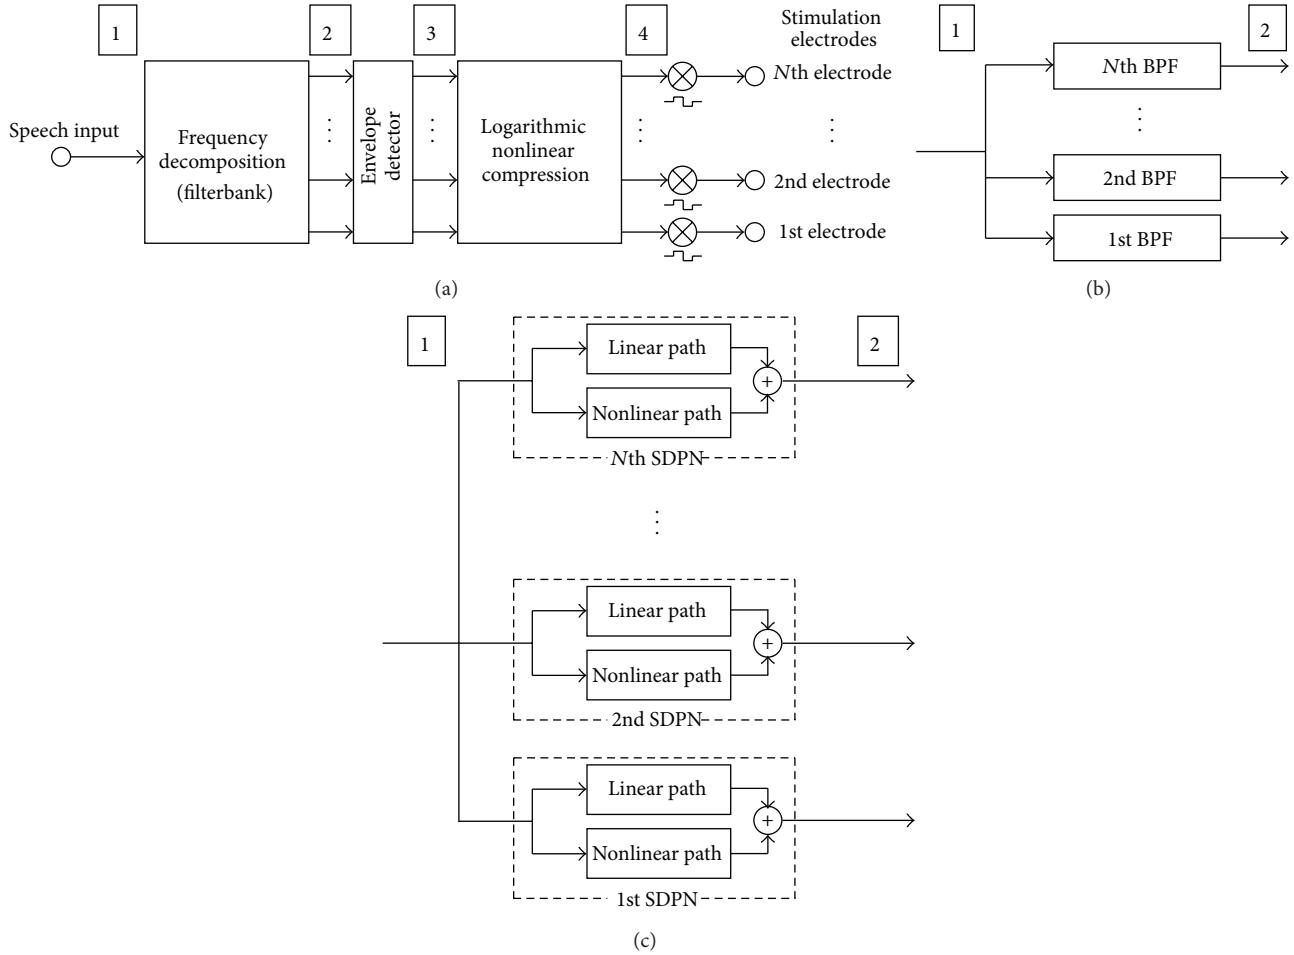 1
2
3
4
Stimulation
electrodes
Speech input
Frequency
decomposition
(filterbank)
Envelope
detector
Logarithmic
nonlinear
compression
Nth electrode
2nd electrode
1st electrode
(a)
1
2
Nth BPF
2nd BPF
1st BPF
(b)
1
2
Linear path
Nonlinear path
+
Nth SDPN
Linear path
Nonlinear path
+
2nd SDPN
Linear path
Nonlinear path
+
1st SDPN
(c)